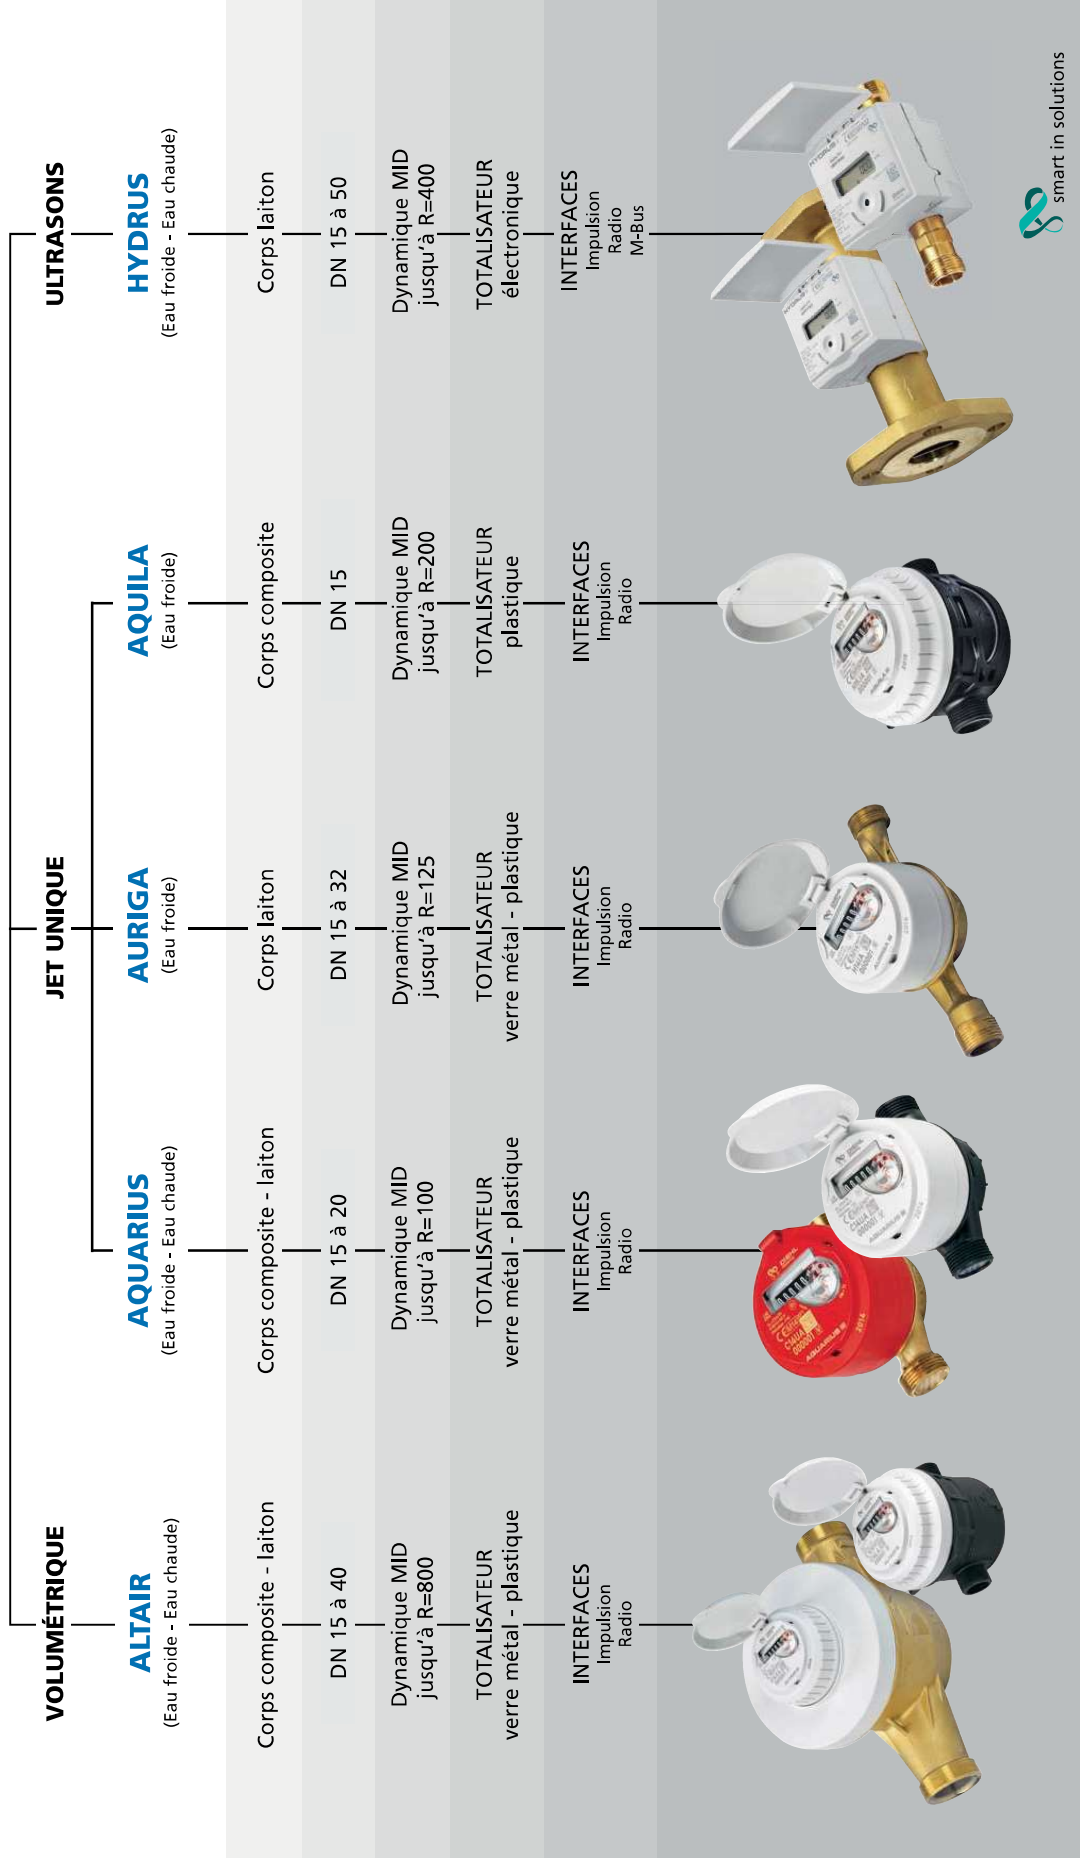 VOLUMÉTRIQUE
ALTAIR
(Eau froide - Eau chaude)
Corps composite - laiton
DN 15 à 40
Dynamique MID
jusqu'à R=800
TOTALISATEUR
verre métal - plastique
INTERFACES
Impulsion
Radio
JET UNIQUE
AQUARIUS
(Eau froide - Eau chaude)
Corps composite - laiton
DN 15 à 20
Dynamique MID
jusqu'à R=100
TOTALISATEUR
verre métal - plastique
INTERFACES
Impulsion
Radio
AURIGA
(Eau froide)
Corps laiton
DN 15 à 32
Dynamique MID
jusqu'à R=125
TOTALISATEUR
verre métal - plastique
INTERFACES
Impulsion
Radio
AQUILA
(Eau froide)
Corps composite
DN 15
Dynamique MID
jusqu'à R=200
TOTALISATEUR
plastique
INTERFACES
Impulsion
Radio
ULTRASONS
HYDRUS
(Eau froide - Eau chaude)
Corps laiton
DN 15 à 50
Dynamique MID
jusqu'à R=400
TOTALISATEUR
électronique
INTERFACES
Impulsion
Radio
M-Bus
DIEHL
000001
AQUARIUS
2014
smart in solutions